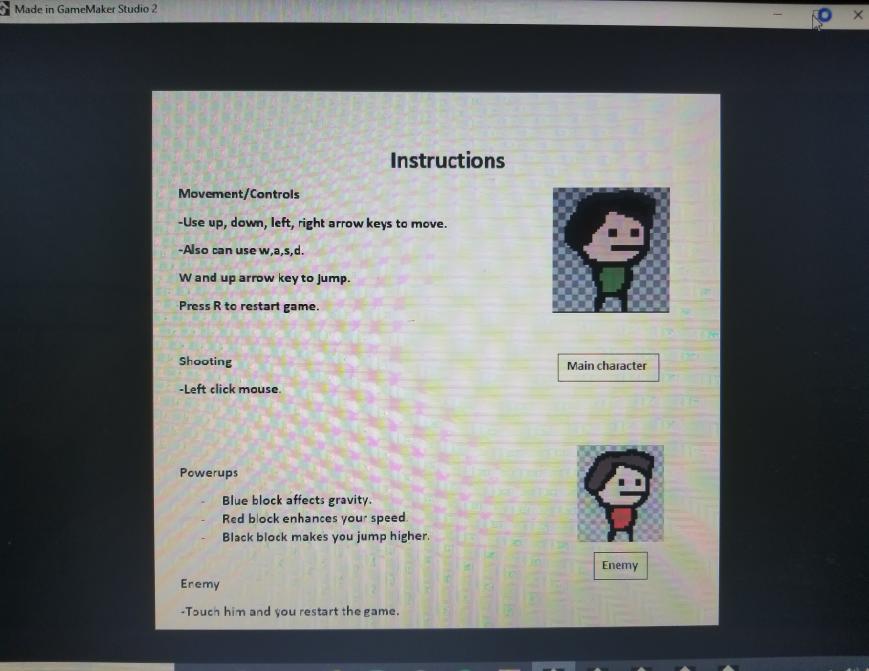 Made in GameMaker Studio 2
Instructions
Movement/Controls
-Use up, down, left, right arrow keys to move.
-Also can use w,a,s,d.
W and up arrow key to jump.
Press R to restart game.
Shooting
-Left click mouse.
Main character
Powerups
- Blue block affects gravity.
- Red block enhances your speed
- Black block makes you jump higher.
Enemy
Enemy
-Touch him and you restart the game.